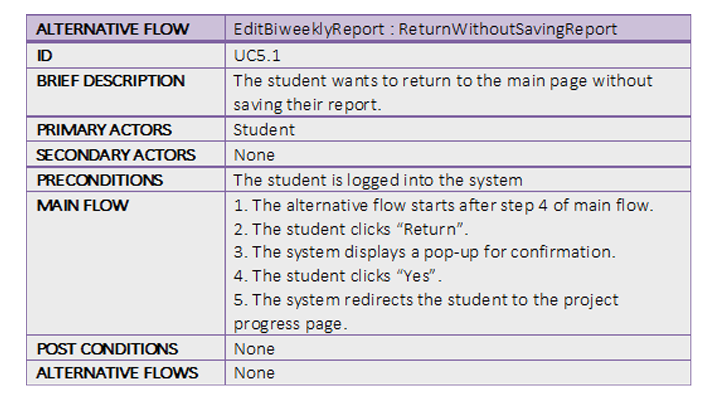 ALTERNATIVE FLOW EditBiweeklyReport : ReturnWithoutSavingReport
ID UC5.1
BRIEF DESCRIPTION The student wants to return to the main page without
saving their report.
PRIMARY ACTORS Student
SECONDARY ACTORS None
PRECONDITIONS The student is logged into the system
MAIN FLOW 1. The alternative flow starts after step 4 of main flow.
2. The student clicks “Return”.
3. The system displays a pop-up for confirmation.
4. The student clicks “Yes”.
5. The system redirects the student to the project
progress page.
POST CONDITIONS None
ALTERNATIVE FLOWS None